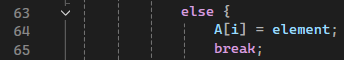 63 else {
64 A[i] = element;
65 break;